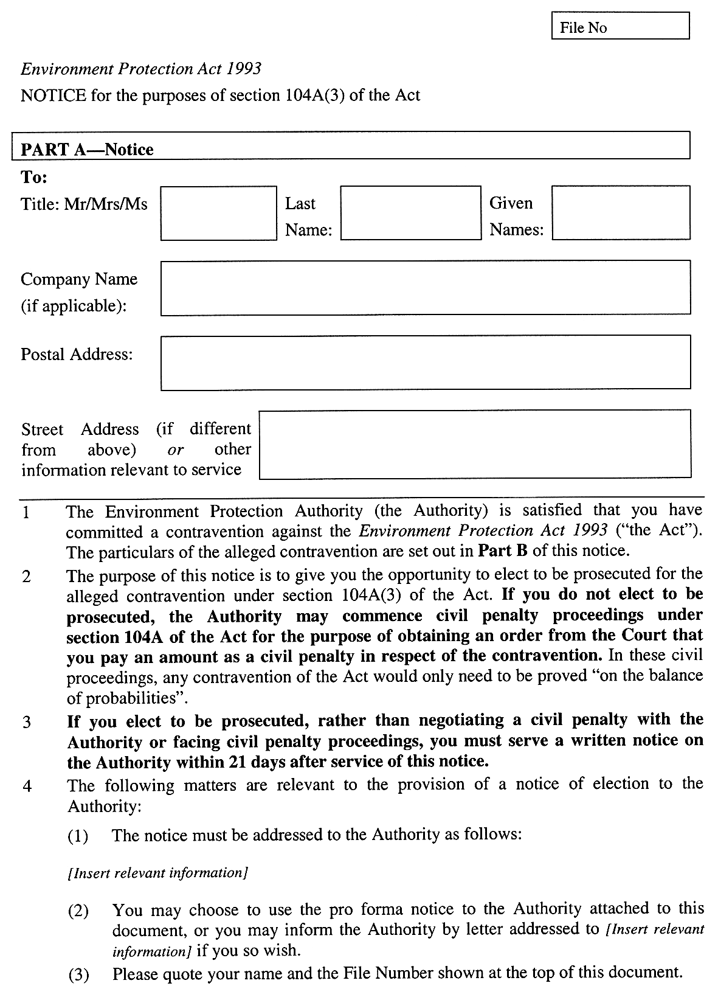 File No
Environment Protection Act 1993
NOTICE for the purposes of section 104A(3) of the Act
PART A—Notice
To:
Title: Mr/Mrs/Ms
Last
Name:
Given
Names:
Company Name
(if applicable):
Postal Address:
Street Address (if different
from above) or other
information relevant to service
1 The Environment Protection Authority (the Authority) is satisfied that you have
committed a contravention against the Environment Protection Act 1993 (“the Act”).
The particulars of the alleged contravention are set out in Part B of this notice.
2 The purpose of this notice is to give you the opportunity to elect to be prosecuted for the
alleged contravention under section 104A(3) of the Act. If you do not elect to be
prosecuted, the Authority may commence civil penalty proceedings under
section 104A of the Act for the purpose of obtaining an order from the Court that
you pay an amount as a civil penalty in respect of the contravention. In these civil
proceedings, any contravention of the Act would only need to be proved “on the balance
of probabilities”.
3 If you elect to be prosecuted, rather than negotiating a civil penalty with the
Authority or facing civil penalty proceedings, you must serve a written notice on
the Authority within 21 days after service of this notice.
4 The following matters are relevant to the provision of a notice of election to the
Authority:
(1) The notice must be addressed to the Authority as follows:
[Insert relevant information]
(2) You may choose to use the pro forma notice to the Authority attached to this
document, or you may inform the Authority by letter addressed to [Insert relevant
information] if you so wish.
(3) Please quote your name and the File Number shown at the top of this document.